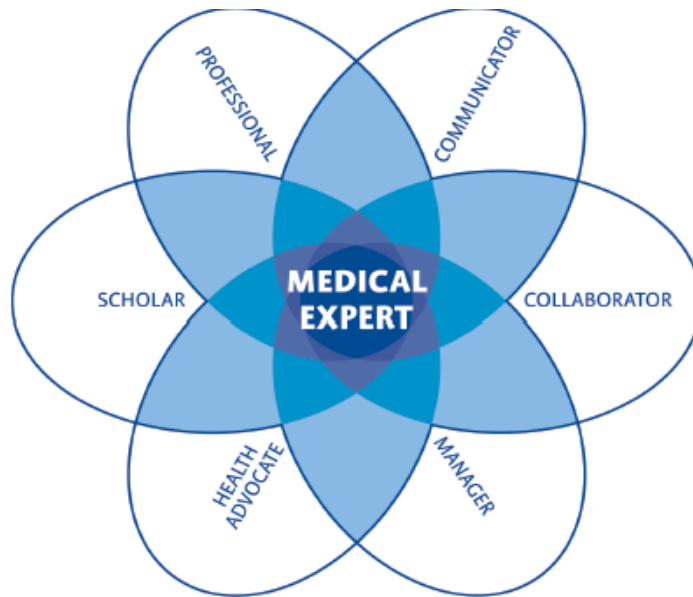 PROFESSIONAL
COMMUNICATOR
SCHOLAR
MEDICAL
EXPERT
COLLABORATOR
HEALTH
ADVOCATE
MANAGER